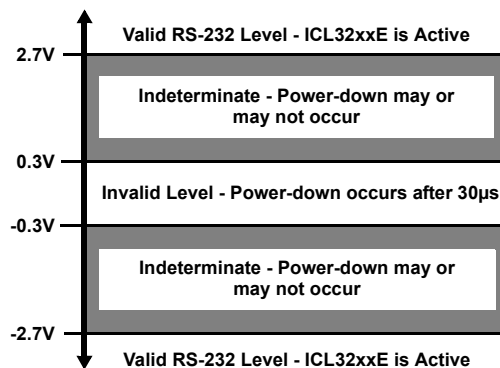 Valid RS-232 Level - ICL32xxE is Active
2.7V
Indeterminate - Power-down may or
may not occur
0.3V
Invalid Level - Power-down occurs after 30µs
-0.3V
Indeterminate - Power-down may or
may not occur
-2.7V
Valid RS-232 Level - ICL32xxE is Active